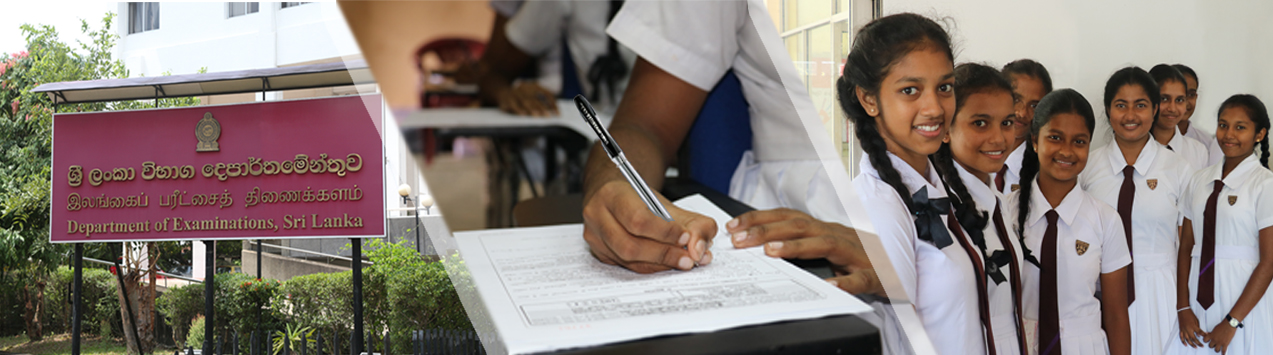 ශ්‍රී ලංකා විභාග දෙපාර්තමේන්තුව
இலங்கைப் பரீட்சைத் திணைக்களம்
Department of Examinations, Sri Lanka